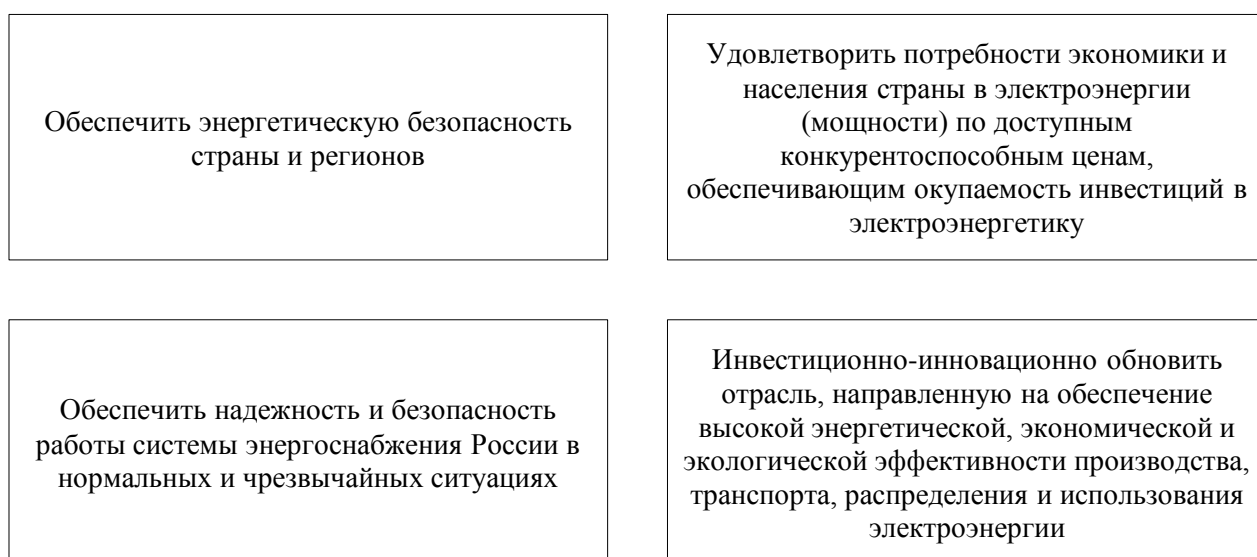 Обеспечить энергетическую безопасность
страны и регионов
Удовлетворить потребности экономики и
населения страны в электроэнергии
(мощности) по доступным
конкурентоспособным ценам,
обеспечивающим окупаемость инвестиций в
электроэнергетику
Обеспечить надежность и безопасность
работы системы энергоснабжения России в
нормальных и чрезвычайных ситуациях
Инвестиционно-инновационно обновить
отрасль, направленную на обеспечение
высокой энергетической, экономической и
экологической эффективности производства,
транспорта, распределения и использования
электроэнергии